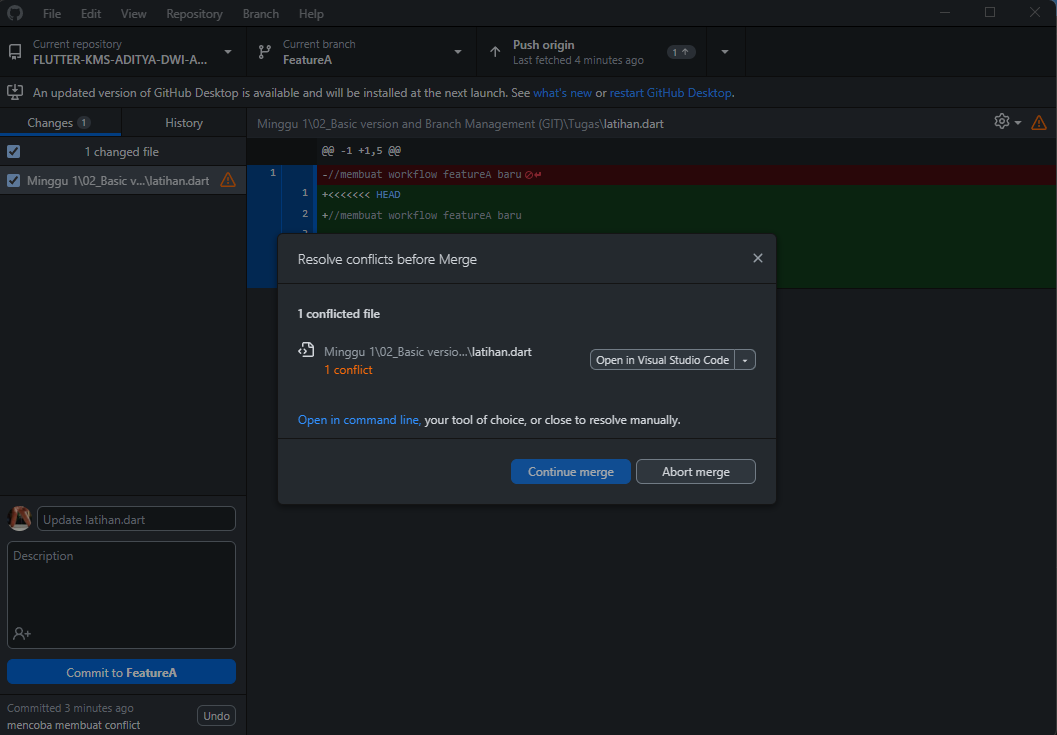 File Edit View Repository Branch Help
Current repository
FLUTTER-KMS-ADITYA-DWI-A...
Current branch
FeatureA
Push origin
Last fetched 4 minutes ago
1
An updated version of GitHub Desktop is available and will be installed at the next launch. See what's new or restart GitHub Desktop.
Changes 1
History
Minggu 1\02_Basic version and Branch Management (GIT)\Tugas\latihan.dart
1 changed file
Minggu 1\02_Basic v...\latihan.dart
@@ -1 +1,5 @@
1 -//membuat workflow featureA baru
1 +<<<<<<< HEAD
2 +//membuat workflow featureA baru
Resolve conflicts before Merge
1 conflicted file
Minggu 1\02_Basic versio...\latihan.dart
1 conflict
Open in Visual Studio Code
Open in command line, your tool of choice, or close to resolve manually.
Continue merge
Abort merge
Update latihan.dart
Description
Commit to FeatureA
Committed 3 minutes ago
mencoba membuat conflict
Undo